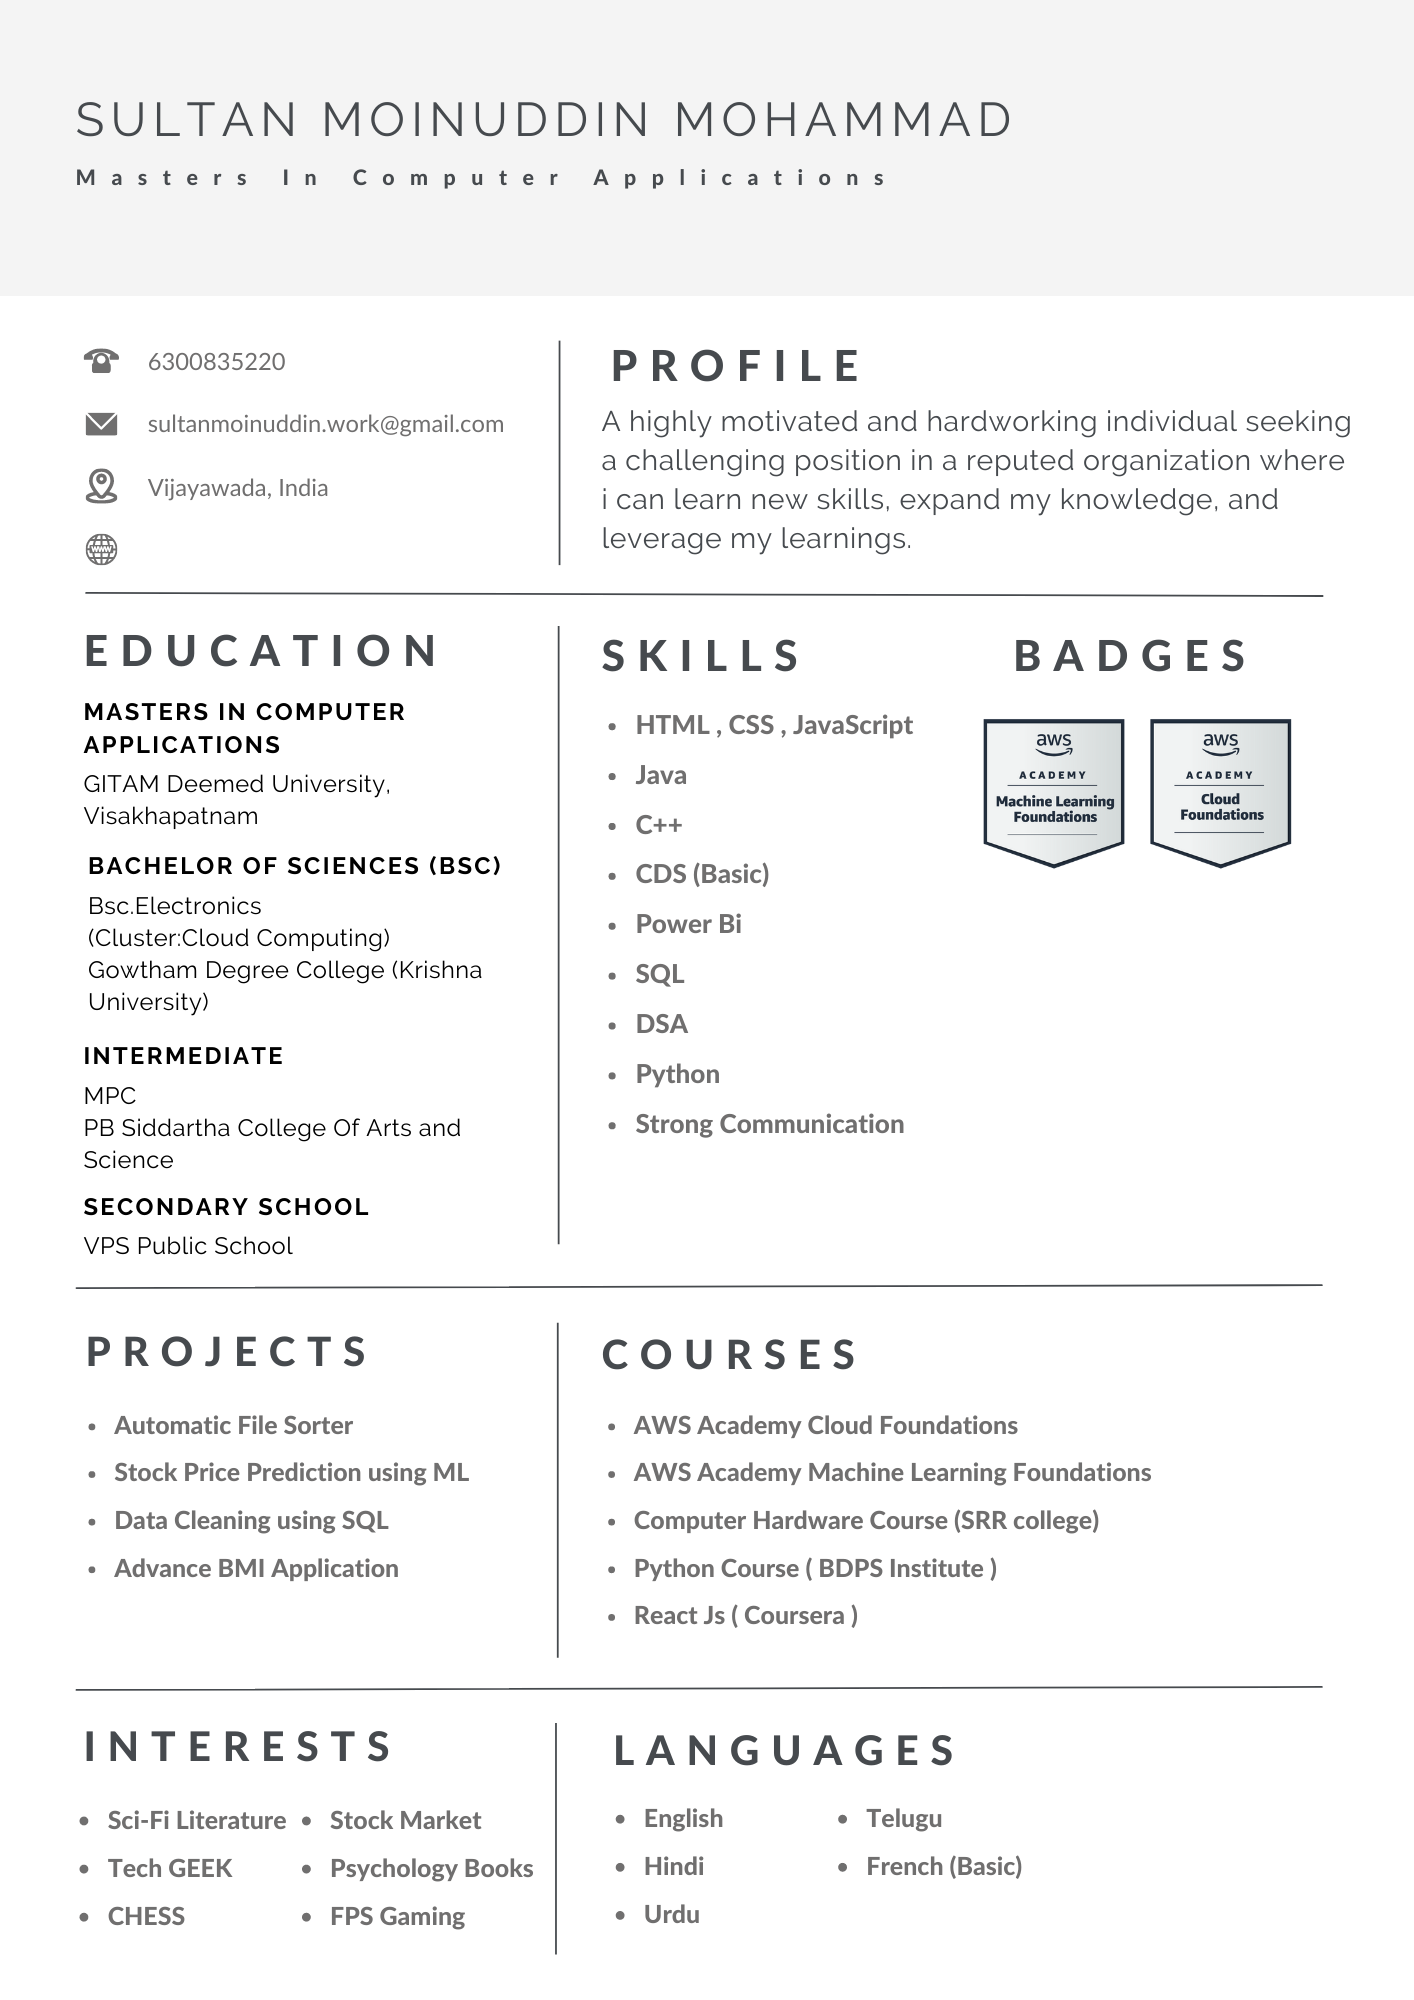 SULTAN MOINUDDIN MOHAMMAD
Masters In Computer Applications
6300835220
sultanmoinuddin.work@gmail.com
Vijayawada, India
www
PROFILE
A highly motivated and hardworking individual seeking
a challenging position in a reputed organization where
i can learn new skills, expand my knowledge, and
leverage my learnings.
EDUCATION
MASTERS IN COMPUTER
APPLICATIONS
GITAM Deemed University,
Visakhapatnam
BACHELOR OF SCIENCES (BSC)
Bsc.Electronics
(Cluster:Cloud Computing)
Gowtham Degree College (Krishna
University)
INTERMEDIATE
MPC
PB Siddartha College Of Arts and
Science
SECONDARY SCHOOL
VPS Public School
SKILLS
• HTML , CSS , JavaScript
• Java
• C++
• CDS (Basic)
• Power Bi
• SQL
• DSA
• Python
• Strong Communication
BADGES
aws
ACADEMY
Machine Learning
Foundations
aws
ACADEMY
Cloud
Foundations
PROJECTS
• Automatic File Sorter
• Stock Price Prediction using ML
• Data Cleaning using SQL
• Advance BMI Application
COURSES
• AWS Academy Cloud Foundations
• AWS Academy Machine Learning Foundations
• Computer Hardware Course (SRR college)
• Python Course ( BDPS Institute )
• React Js ( Coursera )
INTERESTS
• Sci-Fi Literature
• Tech GEEK
• CHESS
• Stock Market
• Psychology Books
• FPS Gaming
LANGUAGES
• English
• Hindi
• Urdu
• Telugu
• French (Basic)